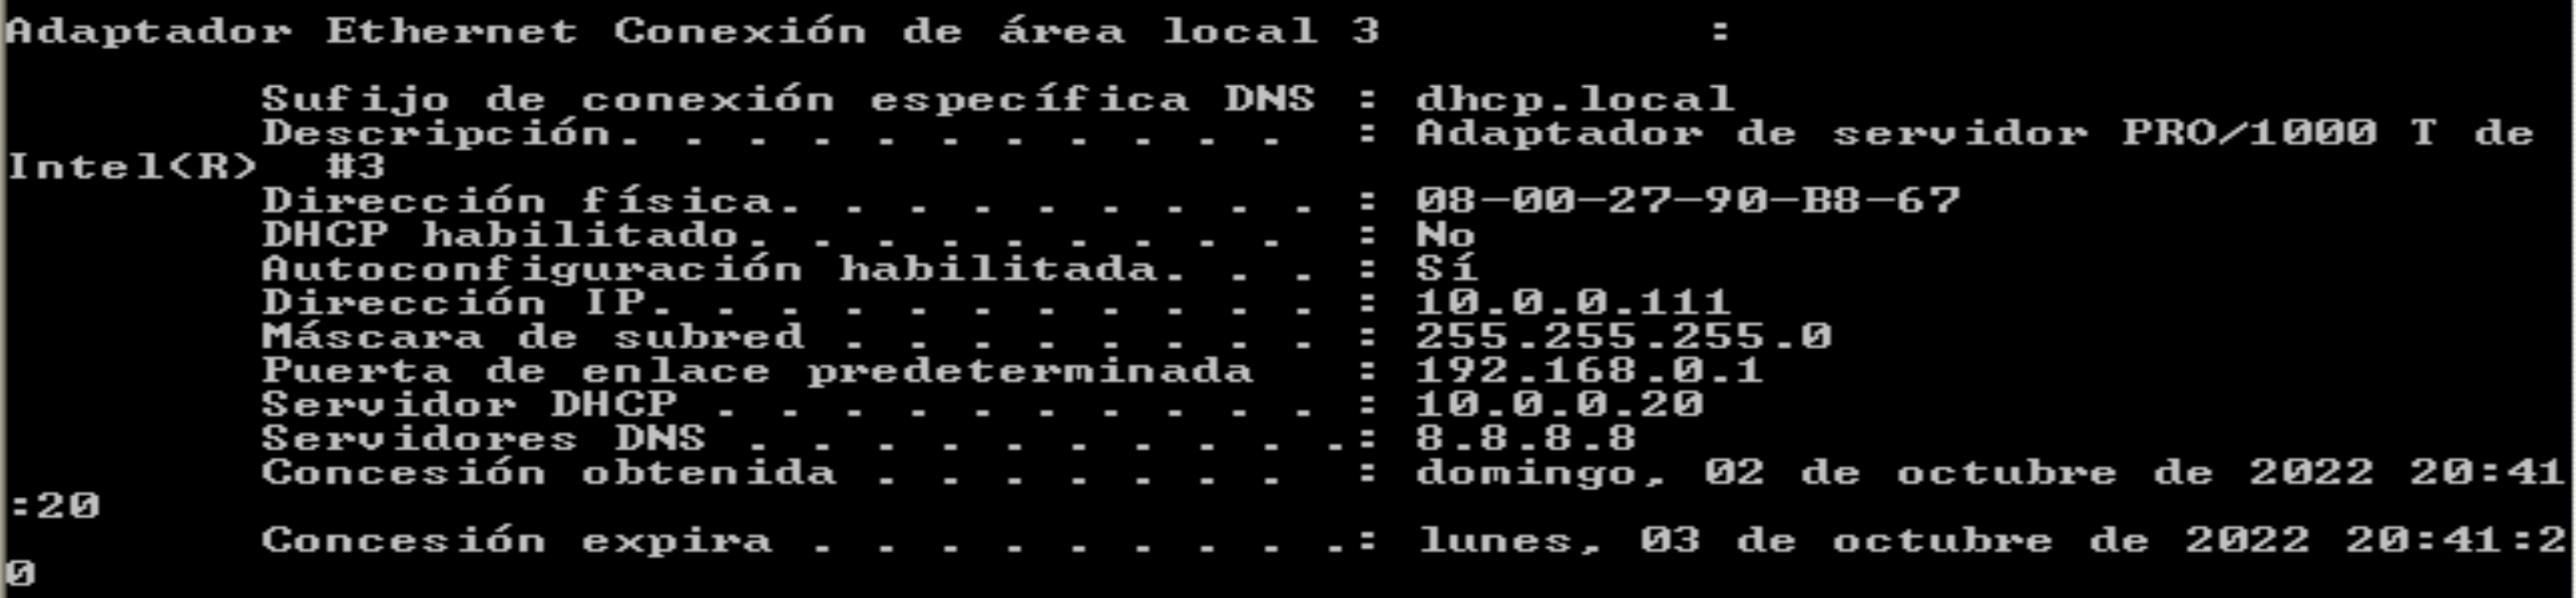 Adaptador Ethernet Conexión de área local 3 :
Sufijo de conexión específica DNS : dhcp.local
Descripción. . . . . . . . . . . : Adaptador de servidor PRO/1000 T de
Intel(R) #3
Dirección física. . . . . . . . . : 08-00-27-90-B8-67
DHCP habilitado. . . . . . . . . : No
Autoconfiguración habilitada. . . : Sí
Dirección IP. . . . . . . . . . . : 10.0.0.111
Máscara de subred . . . . . . . . : 255.255.255.0
Puerta de enlace predeterminada : 192.168.0.1
Servidor DHCP . . . . . . . . . . : 10.0.0.20
Servidores DNS . . . . . . . . . .: 8.8.8.8
Concesión obtenida . . . . . . . : domingo, 02 de octubre de 2022 20:41
:20
Concesión expira . . . . . . . . .: lunes, 03 de octubre de 2022 20:41:2
0